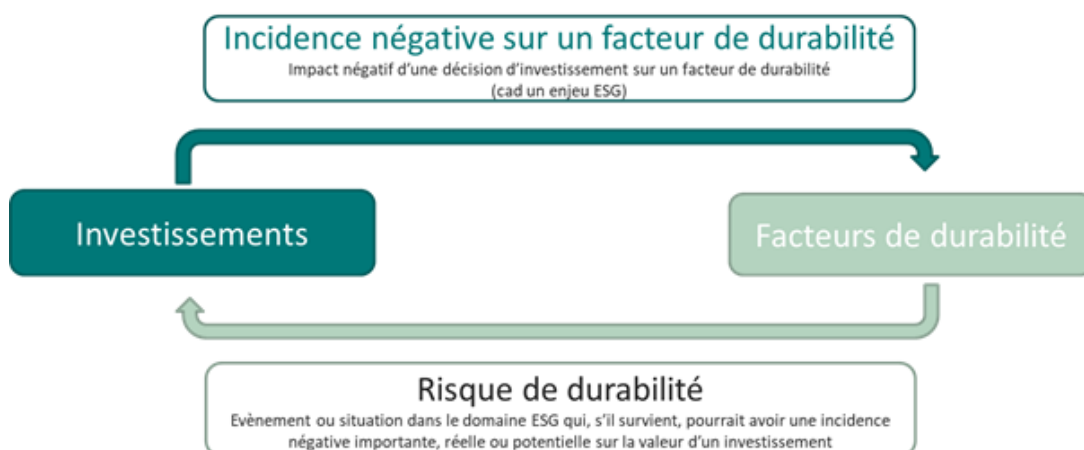 Incidence négative sur un facteur de durabilité
Impact négatif d'une décision d'investissement sur un facteur de durabilité
(cad un enjeu ESG)
Investissements
Facteurs de durabilité
Risque de durabilité
Evènement ou situation dans le domaine ESG qui, s'il survient, pourrait avoir une incidence
négative importante, réelle ou potentielle sur la valeur d'un investissement